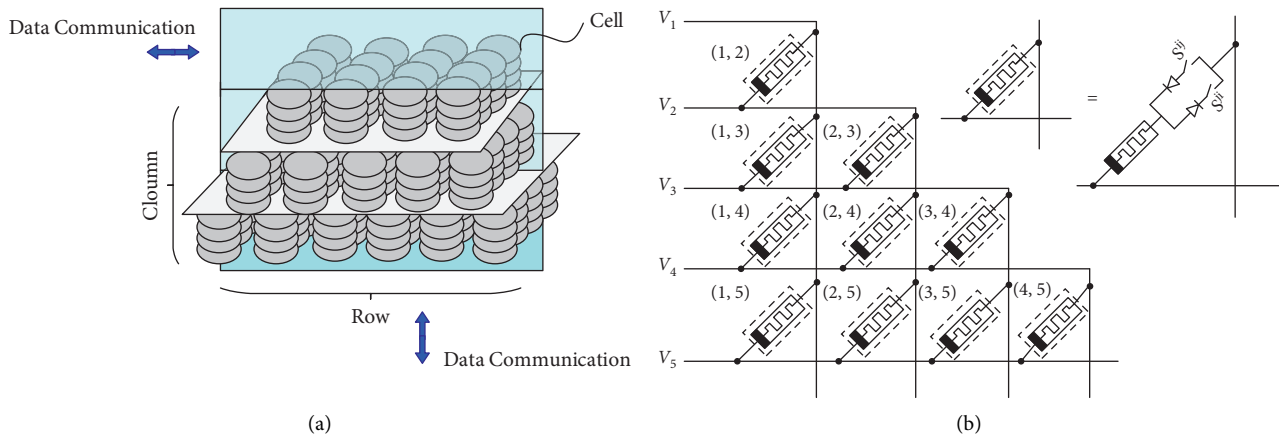 Data Communication
Cell
Cloumn
Row
Data Communication
(a)
V1
(1, 2)
V2
(1, 3)
(2, 3)
V3
(1, 4)
(2, 4)
(3, 4)
V4
(1, 5)
(2, 5)
(3, 5)
(4, 5)
V5
=
Sij
Sji
(b)